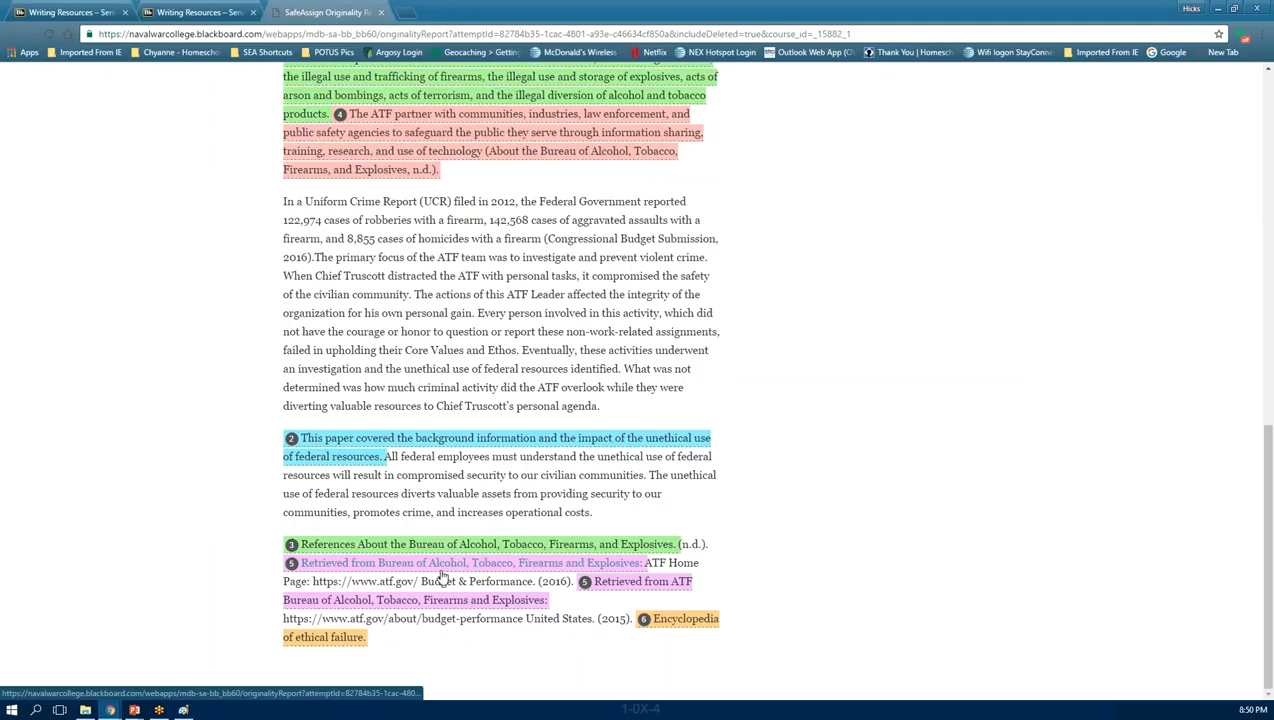 Writing Resources – Sen
Writing Resources – Sen
SafeAssign Originality Re
Hicks
https://navalwarcollege.blackboard.com/webapps/mdb-sa-bb_bb60/originalityReport?attemptId=82784b35-1cac-4801-a93e-c46634cf850a&includeDeleted=true&course_id=_15882_1
Apps Imported From IE Chyanne - Homesch SEA Shortcuts POTUS Pics Argosy Login Geocaching > Getting McDonald's Wireless Netflix NEX Hotspot Login Outlook Web App (O Thank You | Homesch Wifi logon StayConn Imported From IE Google New Tab
the illegal use and trafficking of firearms, the illegal use and storage of explosives, acts of
arson and bombings, acts of terrorism, and the illegal diversion of alcohol and tobacco
products. 4 The ATF partner with communities, industries, law enforcement, and
public safety agencies to safeguard the public they serve through information sharing,
training, research, and use of technology (About the Bureau of Alcohol, Tobacco,
Firearms, and Explosives, n.d.).
In a Uniform Crime Report (UCR) filed in 2012, the Federal Government reported
122,974 cases of robberies with a firearm, 142,568 cases of aggravated assaults with a
firearm, and 8,855 cases of homicides with a firearm (Congressional Budget Submission,
2016).The primary focus of the ATF team was to investigate and prevent violent crime.
When Chief Truscott distracted the ATF with personal tasks, it compromised the safety
of the civilian community. The actions of this ATF Leader affected the integrity of the
organization for his own personal gain. Every person involved in this activity, which did
not have the courage or honor to question or report these non-work-related assignments,
failed in upholding their Core Values and Ethos. Eventually, these activities underwent
an investigation and the unethical use of federal resources identified. What was not
determined was how much criminal activity did the ATF overlook while they were
diverting valuable resources to Chief Truscott's personal agenda.
2 This paper covered the background information and the impact of the unethical use
of federal resources. All federal employees must understand the unethical use of federal
resources will result in compromised security to our civilian communities. The unethical
use of federal resources diverts valuable assets from providing security to our
communities, promotes crime, and increases operational costs.
3 References About the Bureau of Alcohol, Tobacco, Firearms, and Explosives. (n.d.).
5 Retrieved from Bureau of Alcohol, Tobacco, Firearms and Explosives: ATF Home
Page: https://www.atf.gov/ Budget & Performance. (2016). 5 Retrieved from ATF
Bureau of Alcohol, Tobacco, Firearms and Explosives:
https://www.atf.gov/about/budget-performance United States. (2015). 6 Encyclopedia
of ethical failure.
https://navalwarcollege.blackboard.com/webapps/mdb-sa-bb_bb60/originalityReport?attemptId=82784b35-1cac-480...
1-0X-4
8:50 PM